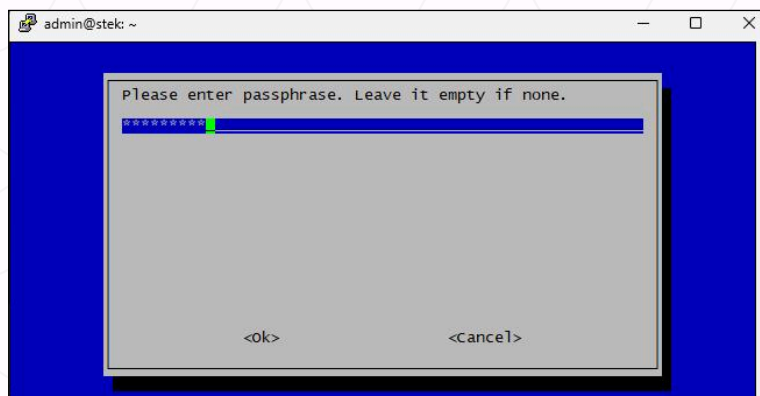 admin@stek: ~
Please enter passphrase. Leave it empty if none.
*********
<Ok> <Cancel>